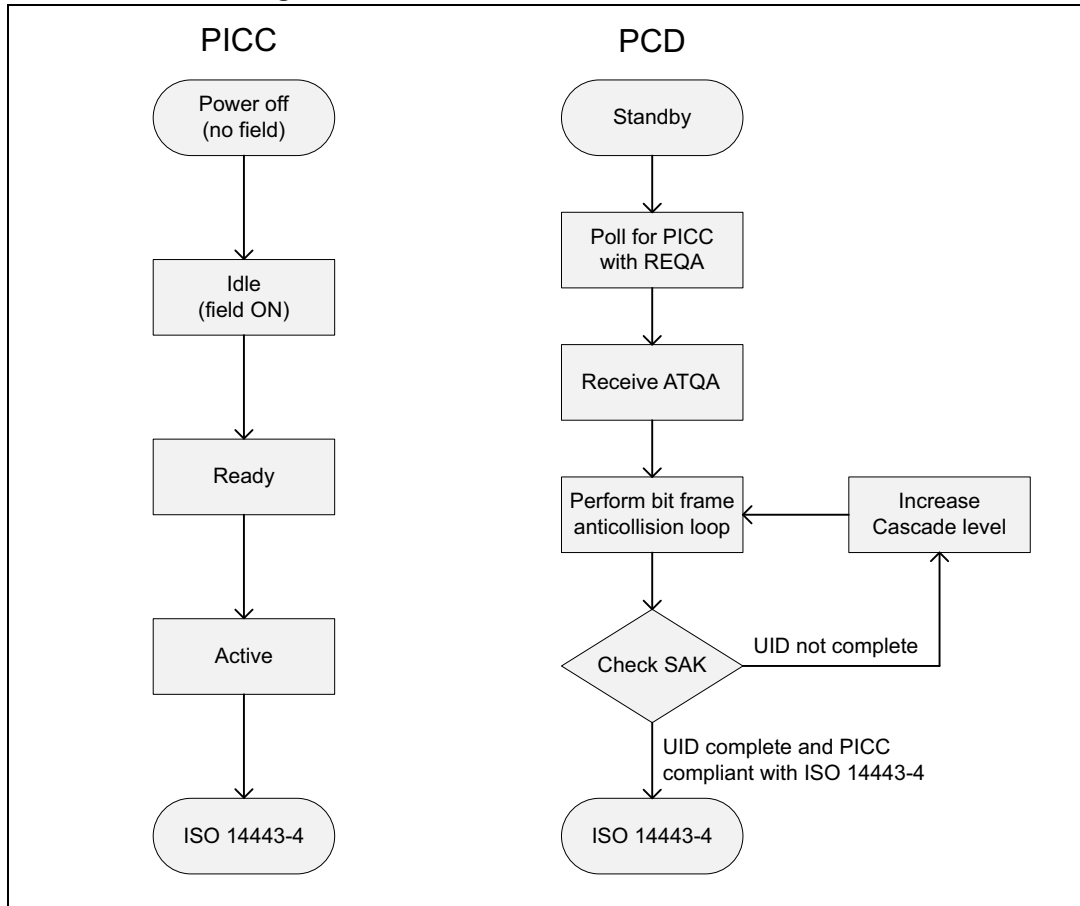 PICC
PCD
Power off
(no field)
Standby
Poll for PICC
with REQA
Idle
(field ON)
Receive ATQA
Ready
Perform bit frame
anticollision loop
Increase
Cascade level
Active
Check SAK
UID not complete
UID complete and PICC
compliant with ISO 14443-4
ISO 14443-4
ISO 14443-4